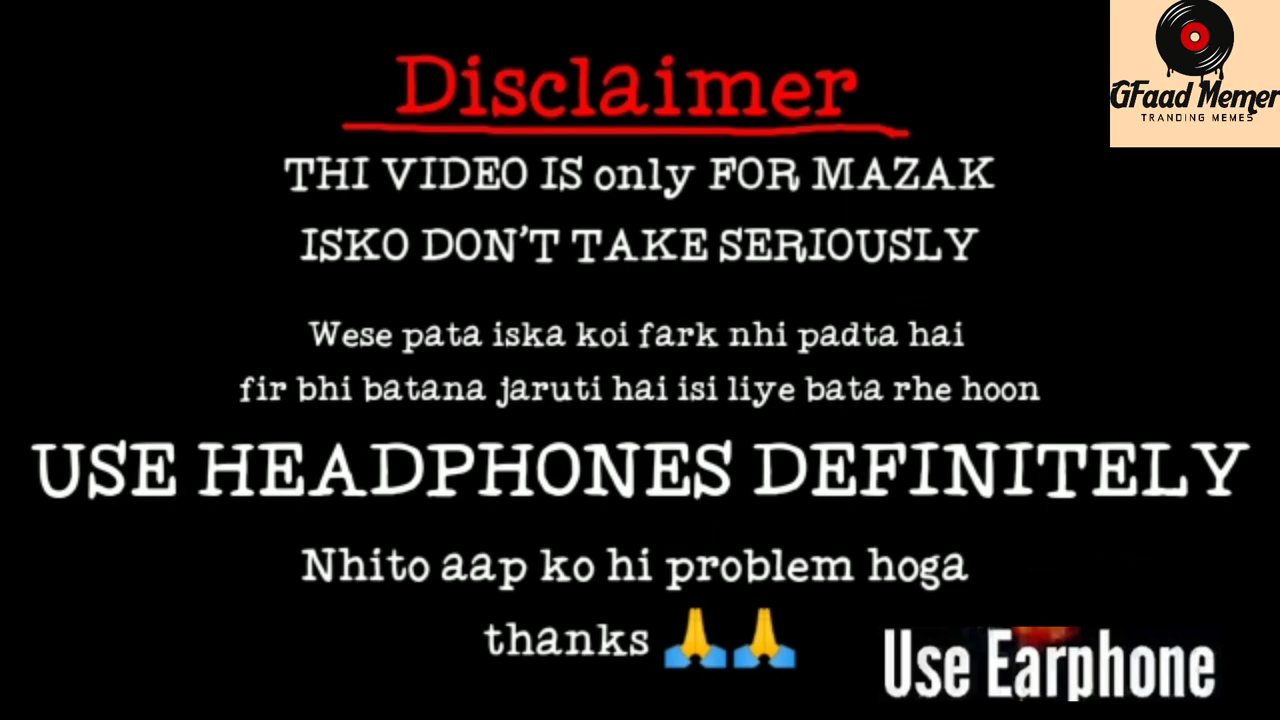 Disclaimer
GFaad Memer
TRANDING MEMES
THI VIDEO IS only FOR MAZAK
ISKO DON'T TAKE SERIOUSLY
Wese pata iska koi fark nhi padta hai
fir bhi batana jaruti hai isi liye bata rhe hoon
USE HEADPHONES DEFINITELY
Nhito aap ko hi problem hoga
thanks 🙏🙏
Use Earphone